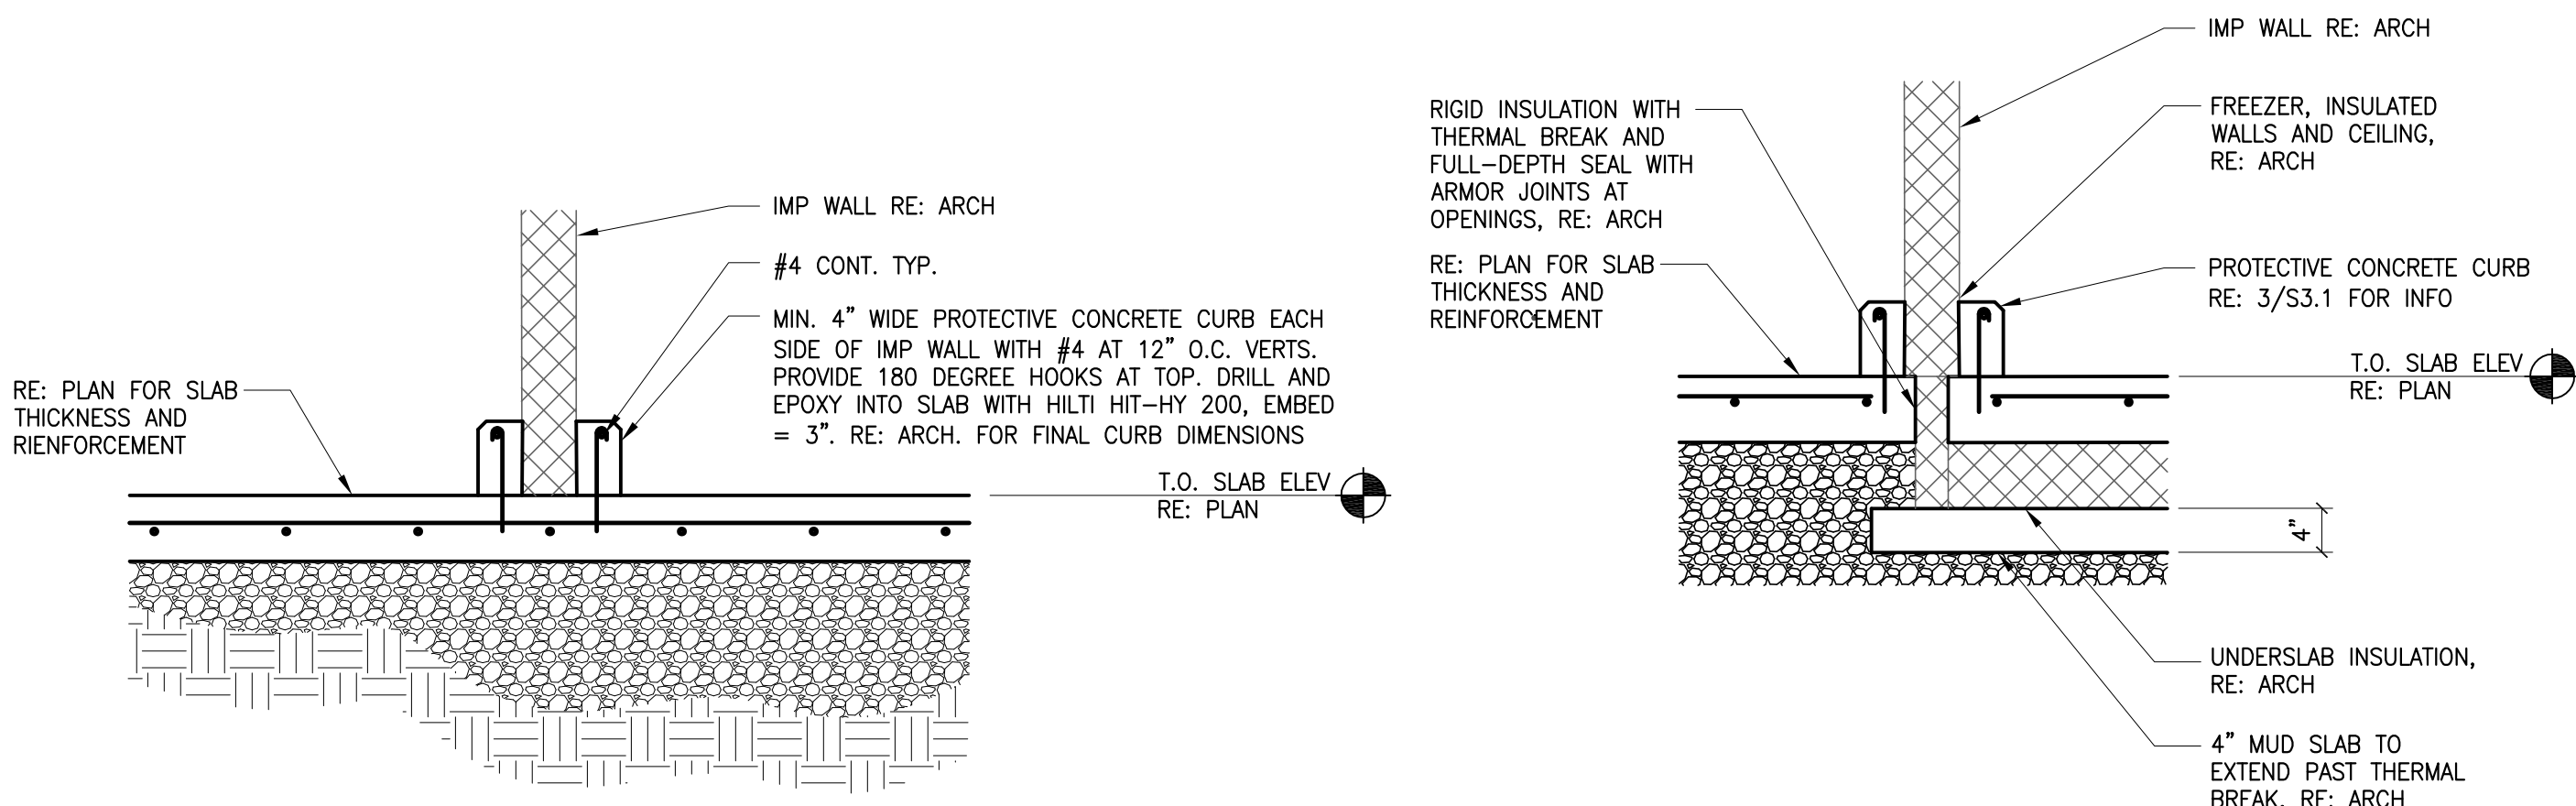 IMP WALL RE: ARCH
#4 CONT. TYP.
MIN. 4" WIDE PROTECTIVE CONCRETE CURB EACH
SIDE OF IMP WALL WITH #4 AT 12" O.C. VERTS.
PROVIDE 180 DEGREE HOOKS AT TOP. DRILL AND
EPOXY INTO SLAB WITH HILTI HIT-HY 200, EMBED
= 3". RE: ARCH. FOR FINAL CURB DIMENSIONS
RE: PLAN FOR SLAB
THICKNESS AND
RIENFORCEMENT
T.O. SLAB ELEV
RE: PLAN
IMP WALL RE: ARCH
RIGID INSULATION WITH
THERMAL BREAK AND
FULL-DEPTH SEAL WITH
ARMOR JOINTS AT
OPENINGS, RE: ARCH
FREEZER, INSULATED
WALLS AND CEILING,
RE: ARCH
RE: PLAN FOR SLAB
THICKNESS AND
REINFORCEMENT
PROTECTIVE CONCRETE CURB
RE: 3/S3.1 FOR INFO
T.O. SLAB ELEV
RE: PLAN
4"
UNDERSLAB INSULATION,
RE: ARCH
4" MUD SLAB TO
EXTEND PAST THERMAL
BREAK, RE: ARCH